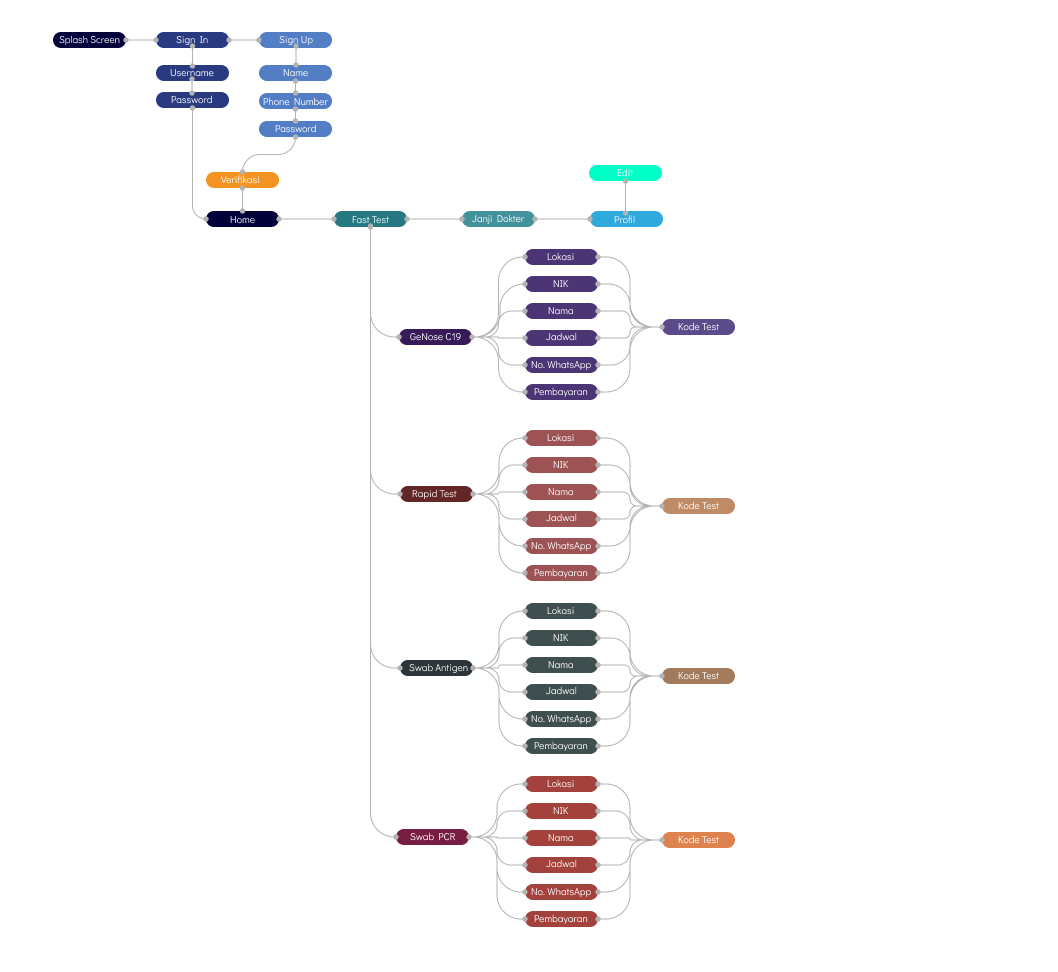 Splash Screen
Sign In
Sign Up
Username
Name
Password
Phone Number
Password
Verifikasi
Edit
Home
Fast Test
Janji Dokter
Profil
GeNose C19
Lokasi
NIK
Nama
Jadwal
No. WhatsApp
Pembayaran
Kode Test
Rapid Test
Lokasi
NIK
Nama
Jadwal
No. WhatsApp
Pembayaran
Kode Test
Swab Antigen
Lokasi
NIK
Nama
Jadwal
No. WhatsApp
Pembayaran
Kode Test
Swab PCR
Lokasi
NIK
Nama
Jadwal
No. WhatsApp
Pembayaran
Kode Test